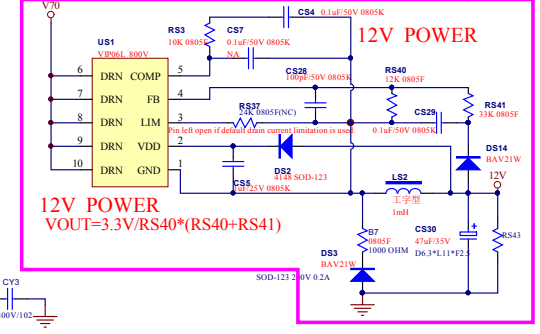 V70
RS3
10K 0805F
CS4 0.1uF/50V 0805K
CS7
0.1uF/50V 0805K
NA
12V POWER
US1
VIP06L 800V
6 DRN COMP 5
7 DRN FB 4
8 DRN LIM 3
9 DRN VDD 2
10 DRN GND 1
CS28
100pF/50V 0805K
RS40
12K 0805F
RS37
24K 0805F(NC)
Pin left open if default drain current limitation is used.
CS29
0.1uF/50V 0805K
RS41
33K 0805F
DS14
BAV21W
DS2
4148 SOD-123
CS5
1uF/25V 0805K
LS2
工字型
1mH
12V
12V POWER
VOUT=3.3V/RS40*(RS40+RS41)
B7
0805F
1000 OHM
CS30
47uF/35V
D6.3*L11*F2.5
RS43
DS3
BAV21W
SOD-123 200V 0.2A
CY3
400V/102